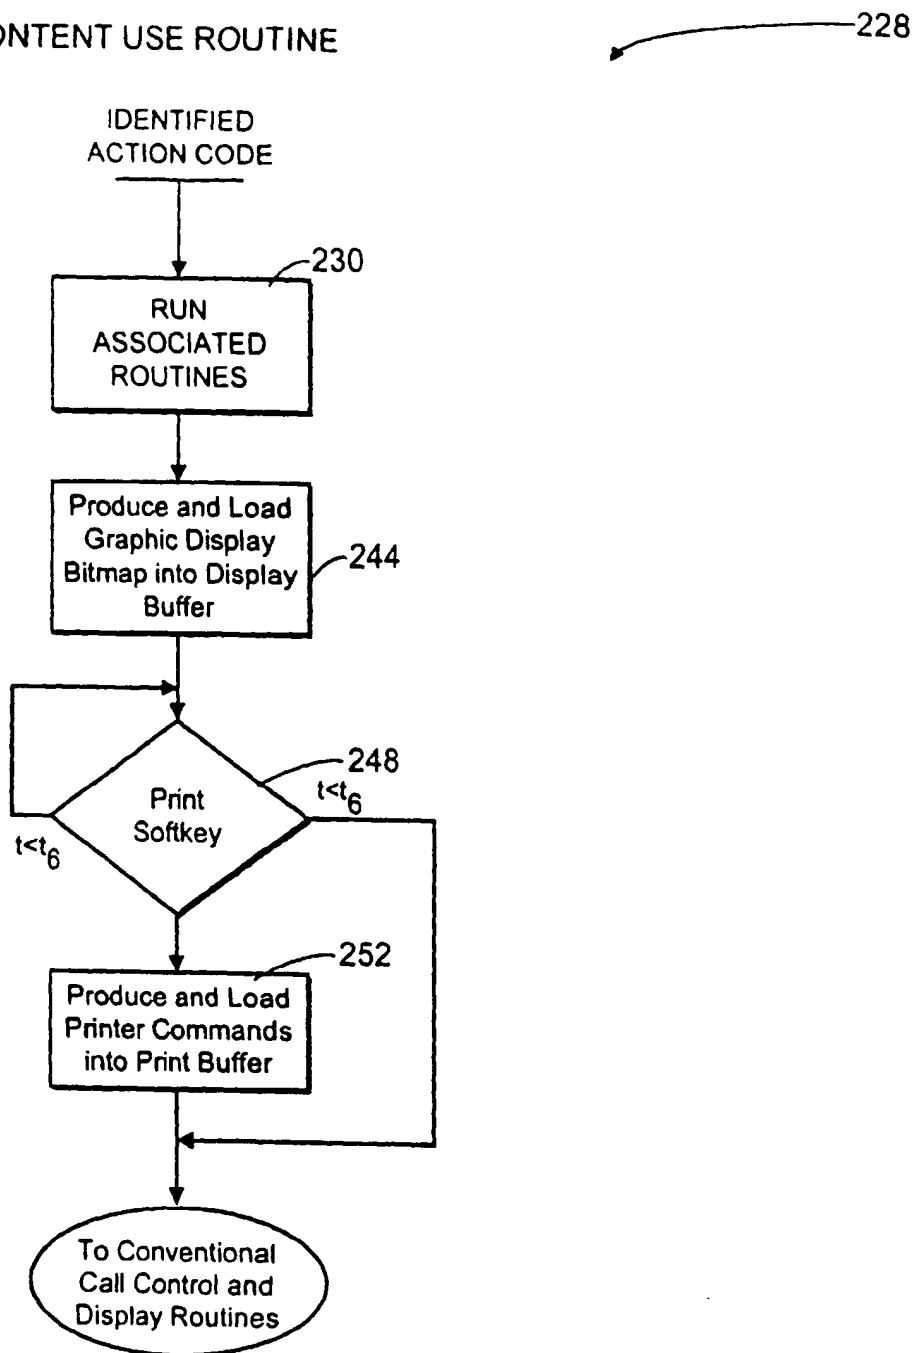 ONTENT USE ROUTINE
228
IDENTIFIED
ACTION CODE
230
RUN
ASSOCIATED
ROUTINES
Produce and Load
Graphic Display
Bitmap into Display
Buffer
244
248
t<t6
Print
Softkey
t<t6
252
Produce and Load
Printer Commands
into Print Buffer
To Conventional
Call Control and
Display Routines